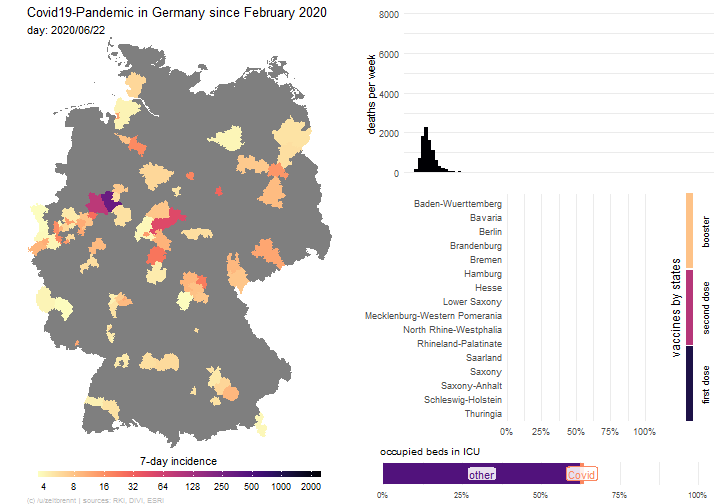 Covid19-Pandemic in Germany since February 2020
day: 2020/06/22
7-day incidence
4 8 16 32 64 128 250 500 1000 2000
(c) /u/zeitbrennt | sources: RKI, DIVI, ESRI
deaths per week
8000
6000
4000
2000
0
vaccines by states
Baden-Wuerttemberg
Bavaria
Berlin
Brandenburg
Bremen
Hamburg
Hesse
Lower Saxony
Mecklenburg-Western Pomerania
North Rhine-Westphalia
Rhineland-Palatinate
Saarland
Saxony
Saxony-Anhalt
Schleswig-Holstein
Thuringia
0% 25% 50% 75% 100%
booster
second dose
first dose
occupied beds in ICU
other Covid
0% 25% 50% 75% 100%